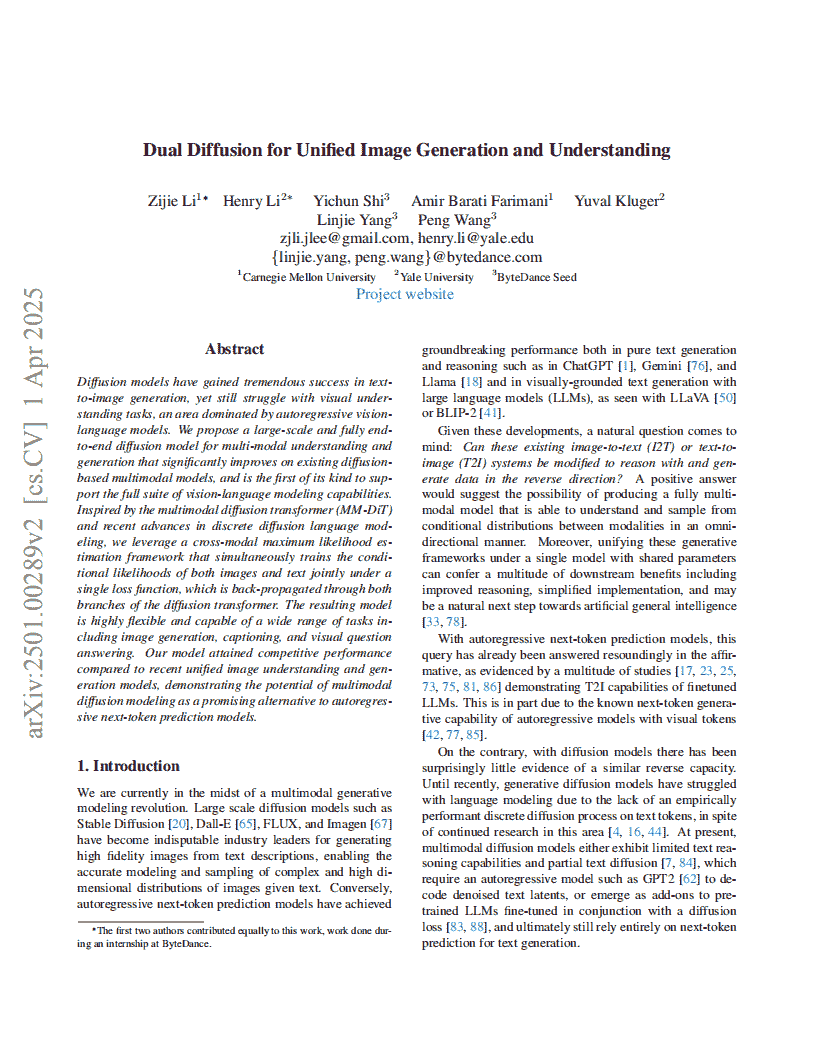 arXiv:2501.00289v2 [cs.CV] 1 Apr 2025
Dual Diffusion for Unified Image Generation and Understanding
Zijie Li1* Henry Li2* Yichun Shi3 Amir Barati Farimani1 Yuval Kluger2
Linjie Yang3 Peng Wang3
zjli.jlee@gmail.com, henry.li@yale.edu
{linjie.yang, peng.wang}@bytedance.com
1Carnegie Mellon University 2Yale University 3ByteDance Seed
Project website
Abstract
Diffusion models have gained tremendous success in text-
to-image generation, yet still struggle with visual under-
standing tasks, an area dominated by autoregressive vision-
language models. We propose a large-scale and fully end-
to-end diffusion model for multi-modal understanding and
generation that significantly improves on existing diffusion-
based multimodal models, and is the first of its kind to sup-
port the full suite of vision-language modeling capabilities.
Inspired by the multimodal diffusion transformer (MM-DiT)
and recent advances in discrete diffusion language mod-
eling, we leverage a cross-modal maximum likelihood es-
timation framework that simultaneously trains the condi-
tional likelihoods of both images and text jointly under a
single loss function, which is back-propagated through both
branches of the diffusion transformer. The resulting model
is highly flexible and capable of a wide range of tasks in-
cluding image generation, captioning, and visual question
answering. Our model attained competitive performance
compared to recent unified image understanding and gen-
eration models, demonstrating the potential of multimodal
diffusion modeling as a promising alternative to autoregres-
sive next-token prediction models.
1. Introduction
We are currently in the midst of a multimodal generative
modeling revolution. Large scale diffusion models such as
Stable Diffusion [20], Dall-E [65], FLUX, and Imagen [67]
have become indisputable industry leaders for generating
high fidelity images from text descriptions, enabling the
accurate modeling and sampling of complex and high di-
mensional distributions of images given text. Conversely,
autoregressive next-token prediction models have achieved
*The first two authors contributed equally to this work, work done dur-
ing an internship at ByteDance.
groundbreaking performance both in pure text generation
and reasoning such as in ChatGPT [1], Gemini [76], and
Llama [18] and in visually-grounded text generation with
large language models (LLMs), as seen with LLaVA [50]
or BLIP-2 [41].
Given these developments, a natural question comes to
mind: Can these existing image-to-text (I2T) or text-to-
image (T2I) systems be modified to reason with and gen-
erate data in the reverse direction? A positive answer
would suggest the possibility of producing a fully multi-
modal model that is able to understand and sample from
conditional distributions between modalities in an omni-
directional manner. Moreover, unifying these generative
frameworks under a single model with shared parameters
can confer a multitude of downstream benefits including
improved reasoning, simplified implementation, and may
be a natural next step towards artificial general intelligence
[33, 78].
With autoregressive next-token prediction models, this
query has already been answered resoundingly in the affir-
mative, as evidenced by a multitude of studies [17, 23, 25,
73, 75, 81, 86] demonstrating T2I capabilities of finetuned
LLMs. This is in part due to the known next-token genera-
tive capability of autoregressive models with visual tokens
[42, 77, 85].
On the contrary, with diffusion models there has been
surprisingly little evidence of a similar reverse capacity.
Until recently, generative diffusion models have struggled
with language modeling due to the lack of an empirically
performant discrete diffusion process on text tokens, in spite
of continued research in this area [4, 16, 44]. At present,
multimodal diffusion models either exhibit limited text rea-
soning capabilities and partial text diffusion [7, 84], which
require an autoregressive model such as GPT2 [62] to de-
code denoised text latents, or emerge as add-ons to pre-
trained LLMs fine-tuned in conjunction with a diffusion
loss [83, 88], and ultimately still rely entirely on next-token
prediction for text generation.